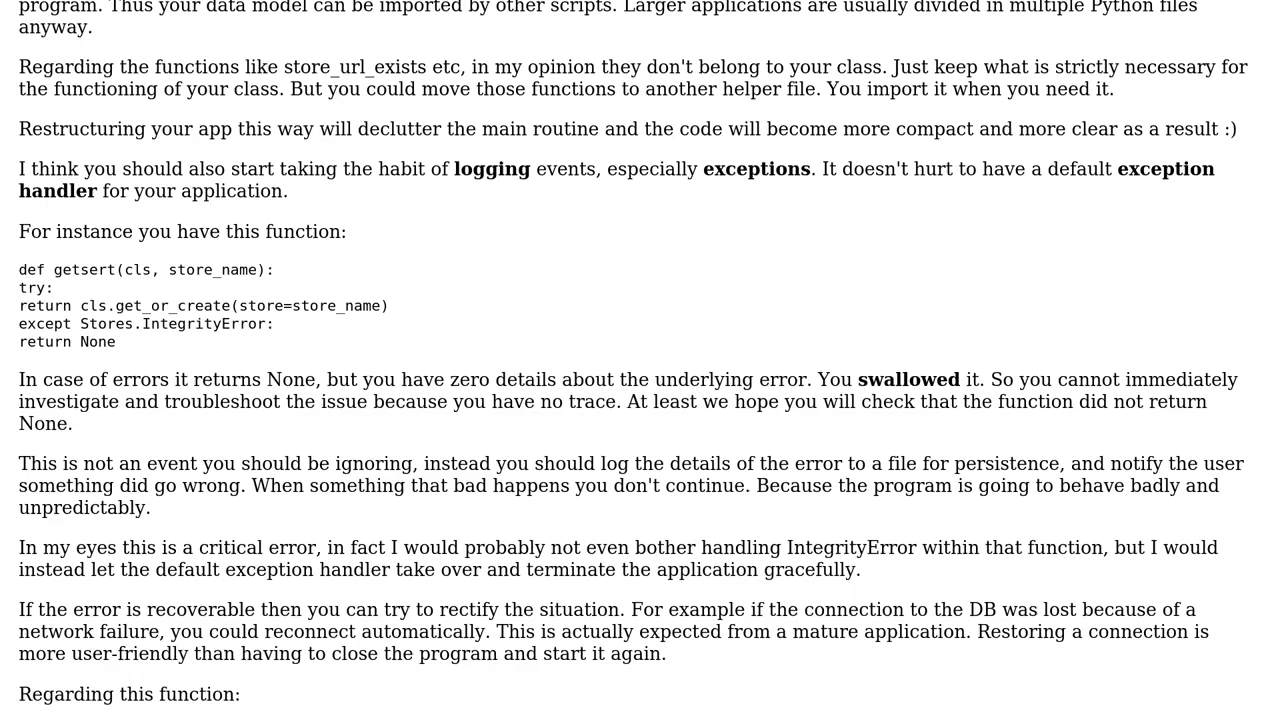 program. Thus your data model can be imported by other scripts. Larger applications are usually divided in multiple Python files
anyway.
Regarding the functions like store_url_exists etc, in my opinion they don't belong to your class. Just keep what is strictly necessary for
the functioning of your class. But you could move those functions to another helper file. You import it when you need it.
Restructuring your app this way will declutter the main routine and the code will become more compact and more clear as a result :)
I think you should also start taking the habit of logging events, especially exceptions. It doesn't hurt to have a default exception
handler for your application.
For instance you have this function:
def getsert(cls, store_name):
try:
return cls.get_or_create(store=store_name)
except Stores.IntegrityError:
return None
In case of errors it returns None, but you have zero details about the underlying error. You swallowed it. So you cannot immediately
investigate and troubleshoot the issue because you have no trace. At least we hope you will check that the function did not return
None.
This is not an event you should be ignoring, instead you should log the details of the error to a file for persistence, and notify the user
something did go wrong. When something that bad happens you don't continue. Because the program is going to behave badly and
unpredictably.
In my eyes this is a critical error, in fact I would probably not even bother handling IntegrityError within that function, but I would
instead let the default exception handler take over and terminate the application gracefully.
If the error is recoverable then you can try to rectify the situation. For example if the connection to the DB was lost because of a
network failure, you could reconnect automatically. This is actually expected from a mature application. Restoring a connection is
more user-friendly than having to close the program and start it again.
Regarding this function: